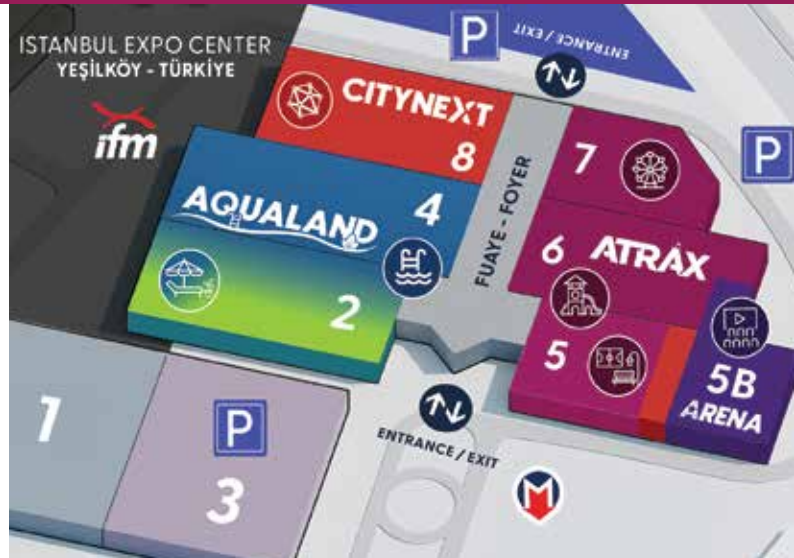 ISTANBUL EXPO CENTER
YEŞİLKÖY - TÜRKİYE
ifm
P
ENTRANCE / EXIT
P
CITYNEXT
8
7
AQUALAND
4
FUAYE - FOYER
6 ATRAX
2
5
5B
ARENA
1
P
3
ENTRANCE / EXIT
M